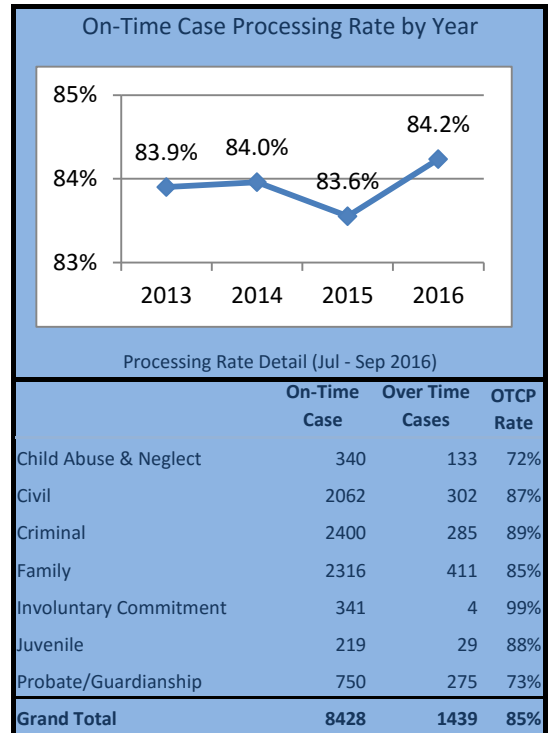 On-Time Case Processing Rate by Year
85%
84%
83%
83.9%
84.0%
83.6%
84.2%
2013 2014 2015 2016
Processing Rate Detail (Jul - Sep 2016)
On-Time Over Time OTCP
Case Cases Rate
Child Abuse & Neglect 340 133 72%
Civil 2062 302 87%
Criminal 2400 285 89%
Family 2316 411 85%
Involuntary Commitment 341 4 99%
Juvenile 219 29 88%
Probate/Guardianship 750 275 73%
Grand Total 8428 1439 85%